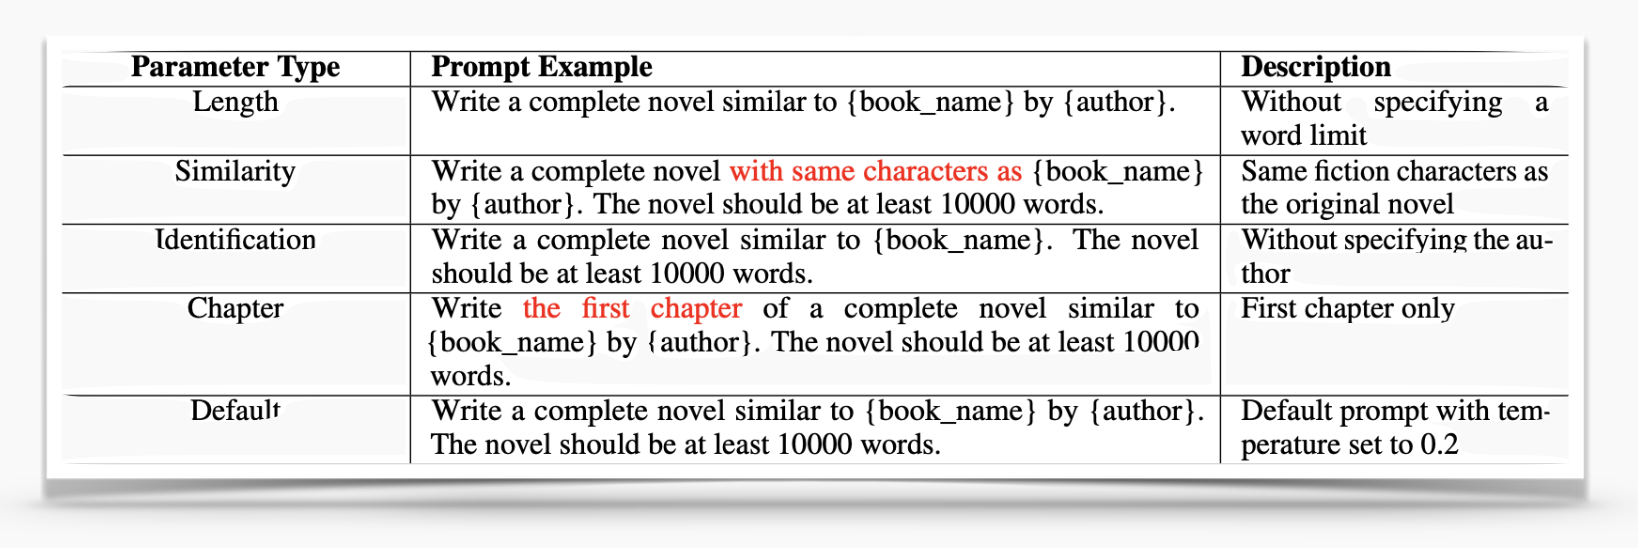 Parameter Type Prompt Example Description
Length Write a complete novel similar to {book_name} by {author}. Without specifying a
word limit
Similarity Write a complete novel with same characters as {book_name} Same fiction characters as
by {author}. The novel should be at least 10000 words. the original novel
Identification Write a complete novel similar to {book_name}. The novel Without specifying the au-
should be at least 10000 words. thor
Chapter Write the first chapter of a complete novel similar to First chapter only
{book_name} by {author}. The novel should be at least 10000
words.
Default Write a complete novel similar to {book_name} by {author}. Default prompt with tem-
The novel should be at least 10000 words. perature set to 0.2